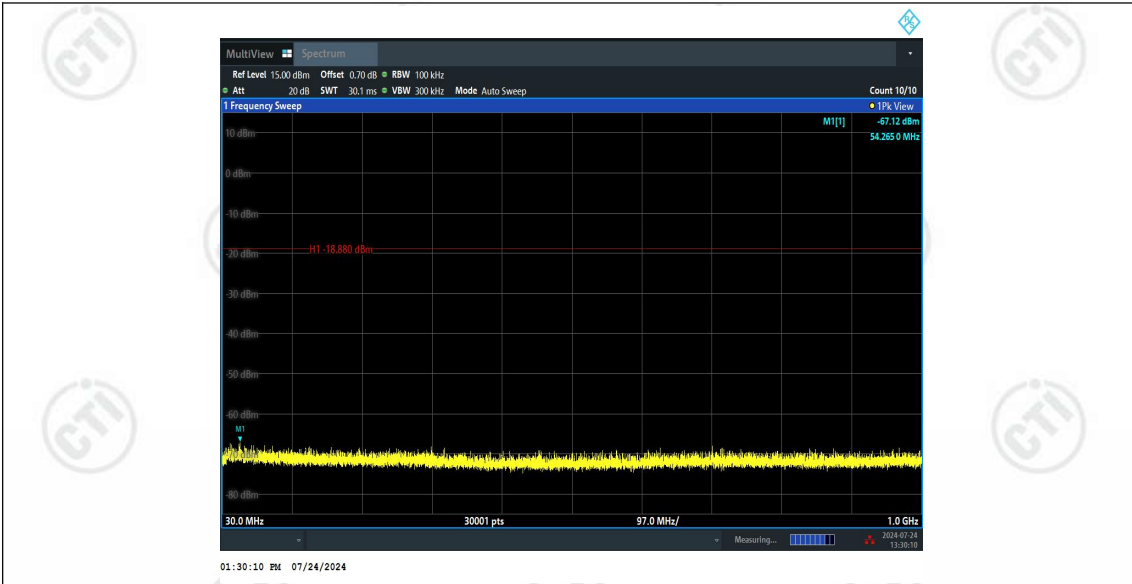 CTI
CTI
R&S
MultiView Spectrum
Ref Level 15.00 dBm Offset 0.70 dB RBW 100 kHz
Att 20 dB SWT 30.1 ms VBW 300 kHz Mode Auto Sweep Count 10/10
1 Frequency Sweep 1Pk View
M1[1] -67.12 dBm
54.265 0 MHz
10 dBm
0 dBm
-10 dBm
H1 -18.880 dBm
-20 dBm
-30 dBm
-40 dBm
-50 dBm
-60 dBm
M1
-80 dBm
30.0 MHz 30001 pts 97.0 MHz/ 1.0 GHz
Measuring... 2024-07-24
13:30:10
01:30:10 PM 07/24/2024
CTI
CTI